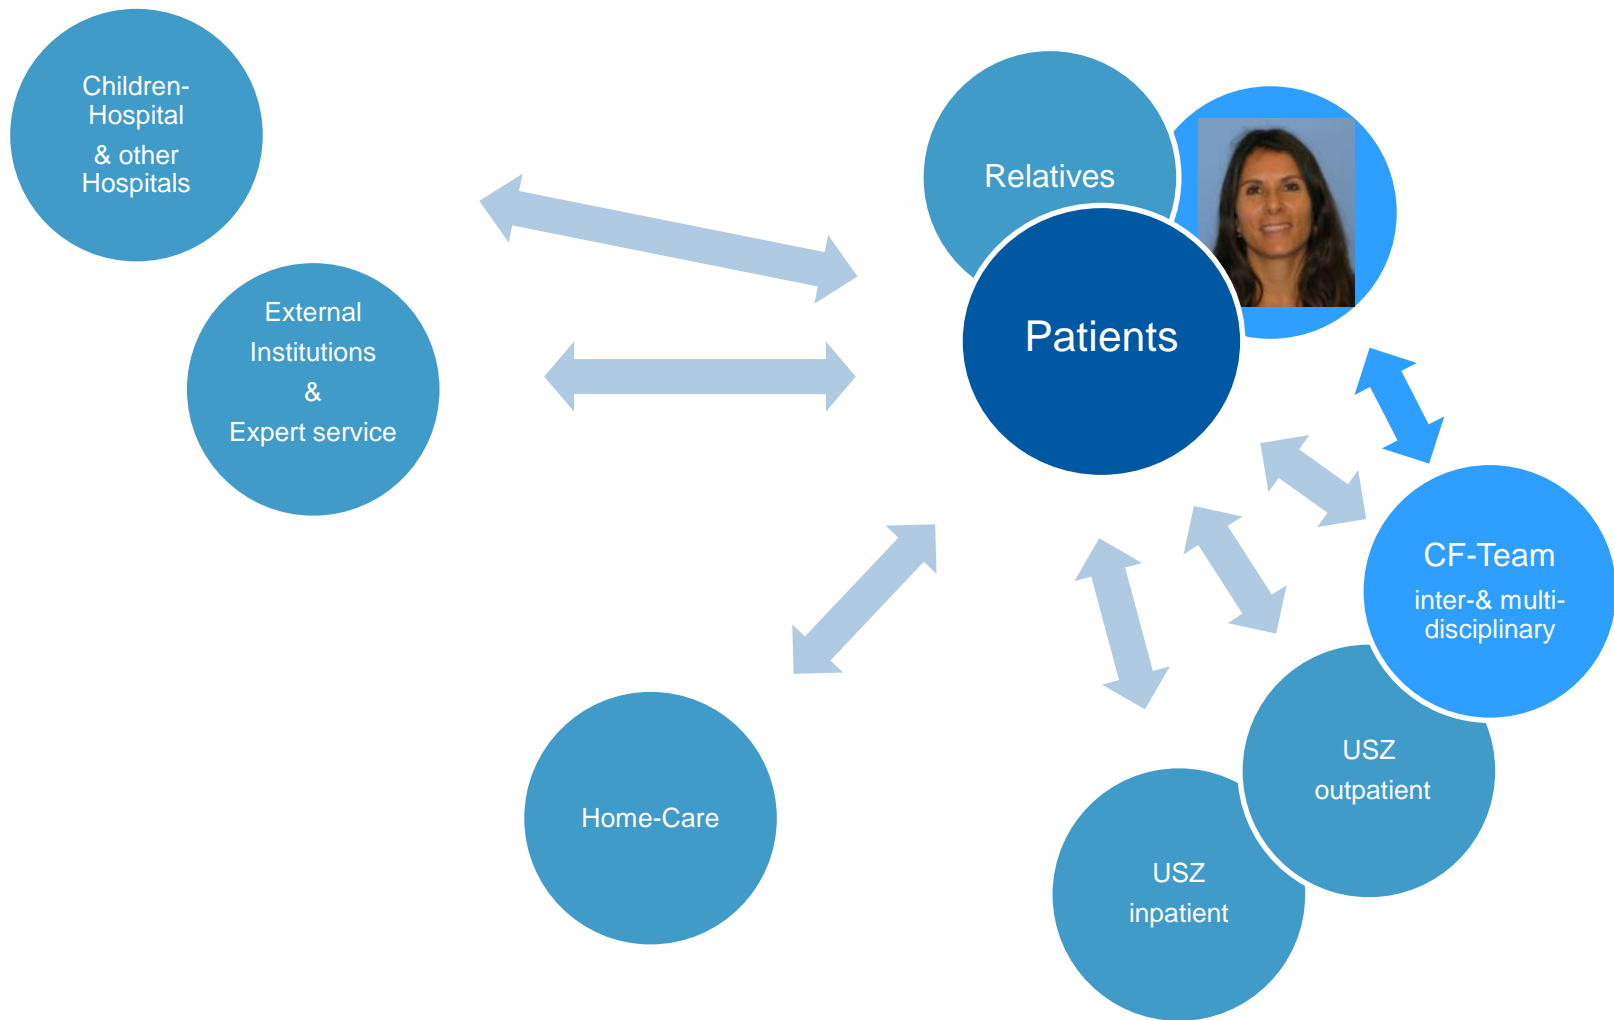 Children-
Hospital
& other
Hospitals
Relatives
External
Institutions
&
Expert service
Patients
CF-Team
inter-& multi-
disciplinary
USZ
outpatient
Home-Care
USZ
inpatient